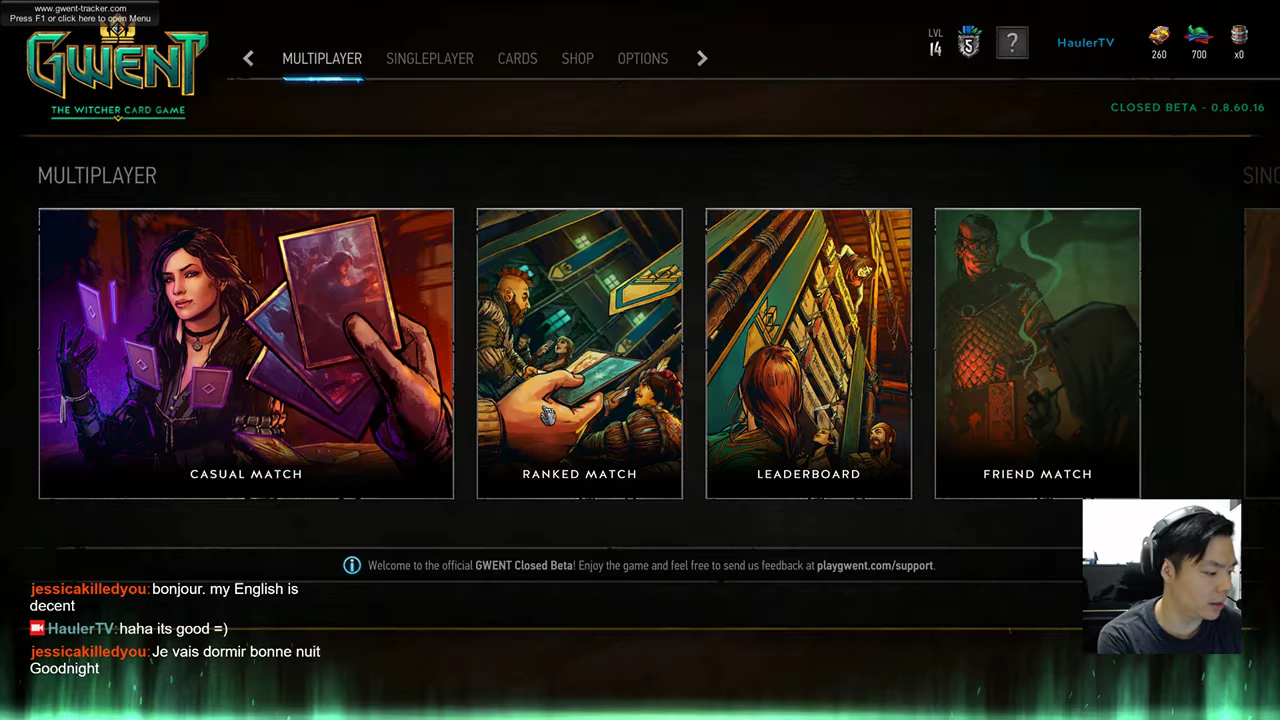 www.gwent-tracker.com
Press F1 or click here to open Menu
GWENT
THE WITCHER CARD GAME
MULTIPLAYER
SINGLEPLAYER
CARDS
SHOP
OPTIONS
LVL
14
5
?
HaulerTV
260
700
x0
CLOSED BETA - 0.8.60.16
MULTIPLAYER
SING
CASUAL MATCH
RANKED MATCH
LEADERBOARD
FRIEND MATCH
Welcome to the official GWENT Closed Beta! Enjoy the game and feel free to send us feedback at playgwent.com/support.
jessicakilledyou: bonjour. my English is
decent
HaulerTV: haha its good =)
jessicakilledyou: Je vais dormir bonne nuit
Goodnight